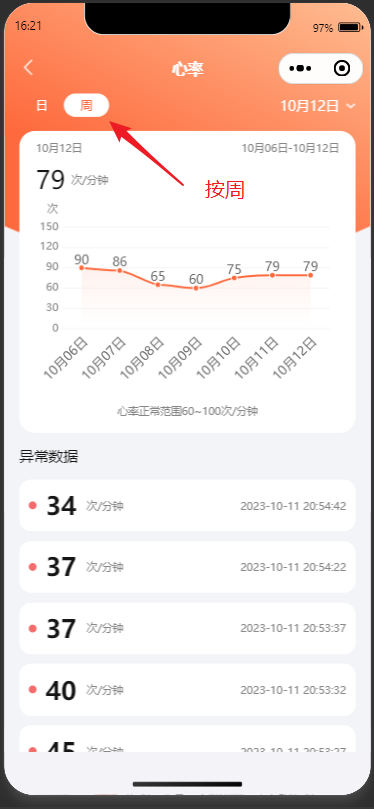 16:21
97%
心率
日 周 10月12日
按周
10月12日 10月06日-10月12日
79 次/分钟
次
150
120
90
60
30
0
90 86 65 60 75 79 79
10月06日 10月07日 10月08日 10月09日 10月10日 10月11日 10月12日
心率正常范围60~100次/分钟
异常数据
34 次/分钟 2023-10-11 20:54:42
37 次/分钟 2023-10-11 20:54:22
37 次/分钟 2023-10-11 20:53:37
40 次/分钟 2023-10-11 20:53:32
45 次/分钟 2023-10-11 20:53:27